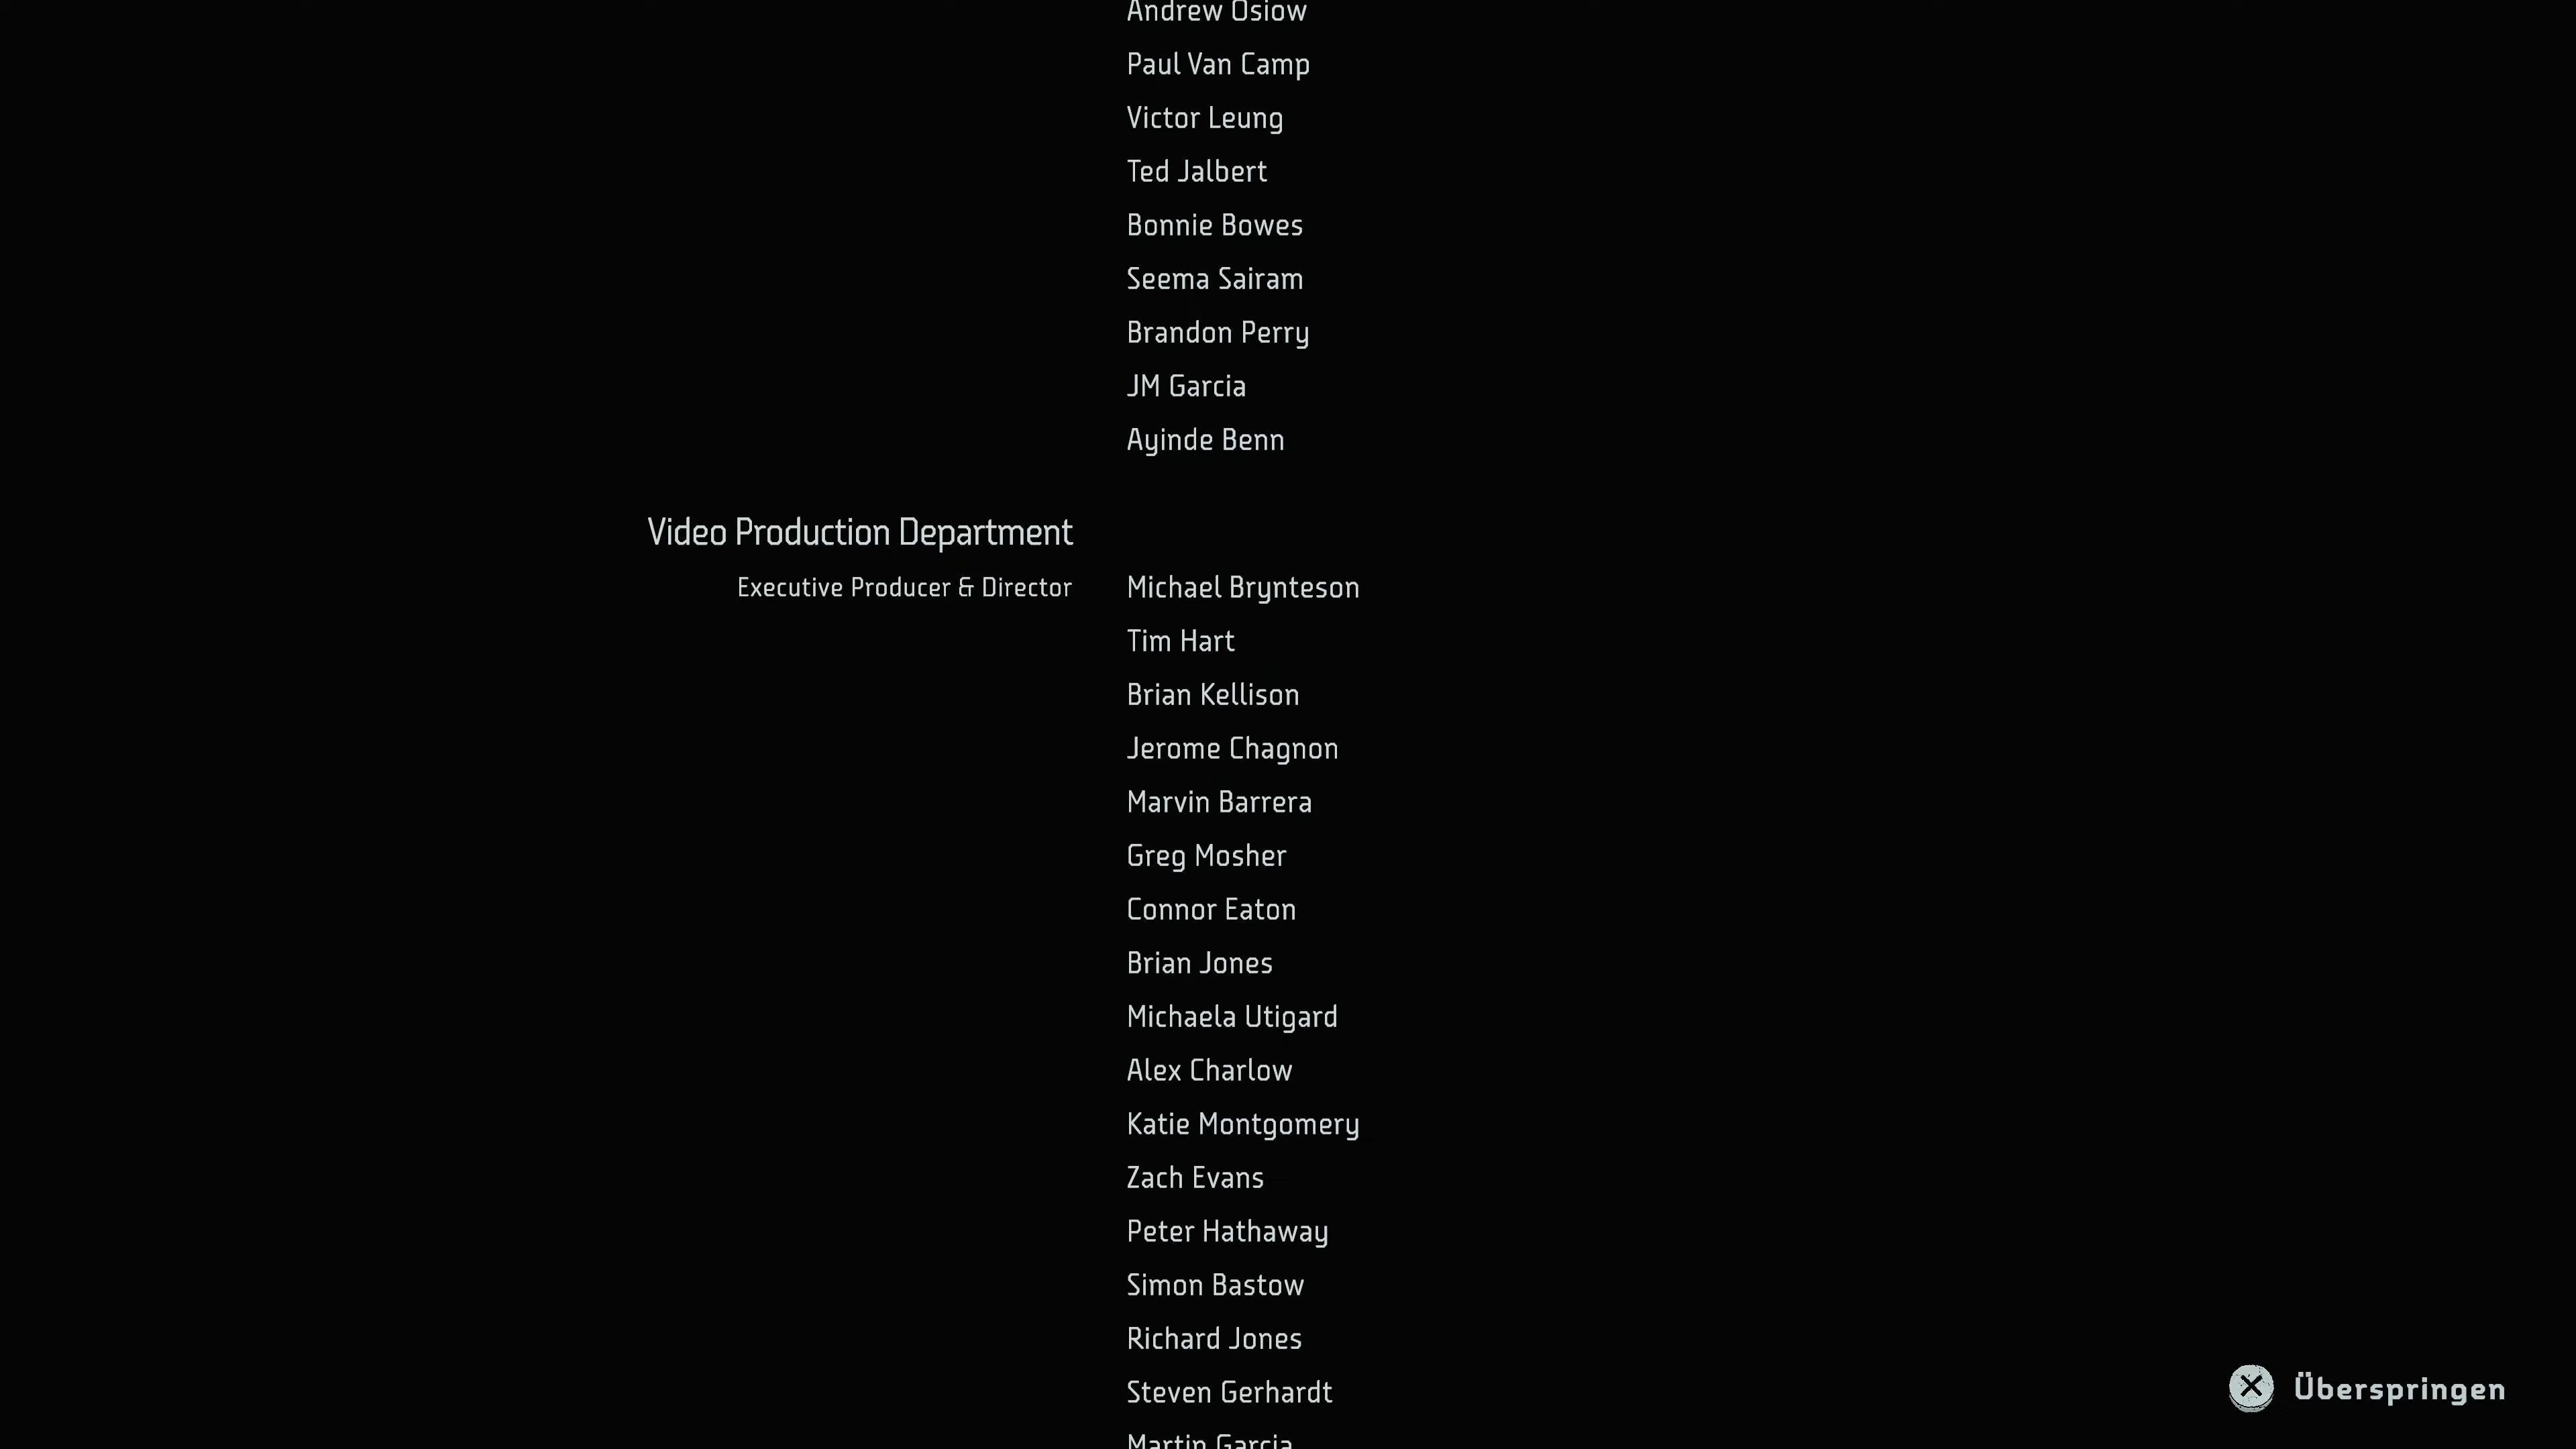 Andrew Osiow
Paul Van Camp
Victor Leung
Ted Jalbert
Bonnie Bowes
Seema Sairam
Brandon Perry
JM Garcia
Ayinde Benn
Video Production Department
Executive Producer & Director Michael Brynteson
Tim Hart
Brian Kellison
Jerome Chagnon
Marvin Barrera
Greg Mosher
Connor Eaton
Brian Jones
Michaela Utigard
Alex Charlow
Katie Montgomery
Zach Evans
Peter Hathaway
Simon Bastow
Richard Jones
Steven Gerhardt
Martin Garcia
Überspringen